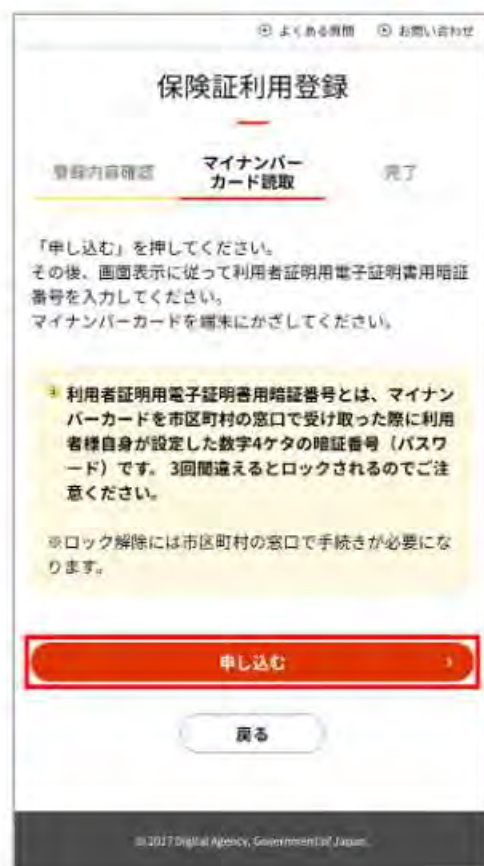 よくある質問 お問い合わせ
保険証利用登録
登録内容確認 マイナンバーカード読取 完了
「申し込む」を押してください。
その後、画面表示に従って利用者証明用電子証明書用暗証
番号を入力してください。
マイナンバーカードを端末にかざしてください。
利用者証明用電子証明書用暗証番号とは、マイナン
バーカードを市区町村の窓口で受け取った際に利用
者様自身が設定した数字4ケタの暗証番号（パスワ
ード）です。 3回間違えるとロックされるのでご注
意ください。
※ロック解除には市区町村の窓口で手続きが必要にな
ります。
申し込む
戻る
© 2017 Digital Agency, Government of Japan.